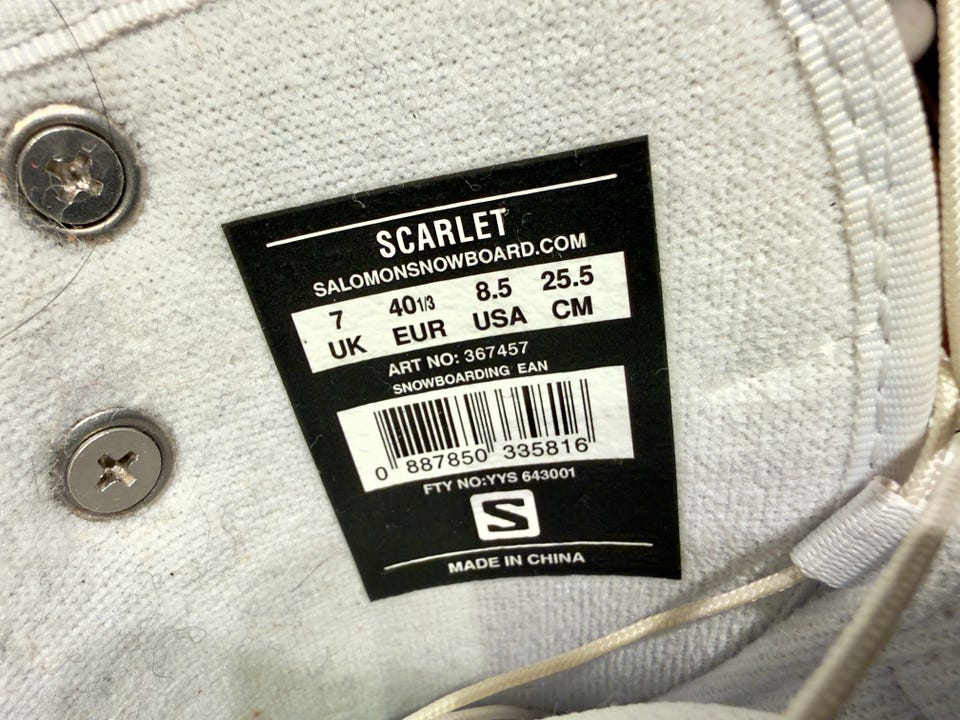 SCARLET
SALOMONSNOWBOARD.COM
7 40 1/3 8.5 25.5
UK EUR USA CM
ART NO: 367457
SNOWBOARDING EAN
0 887850 335816
FTY NO:YYS 643001
S
MADE IN CHINA